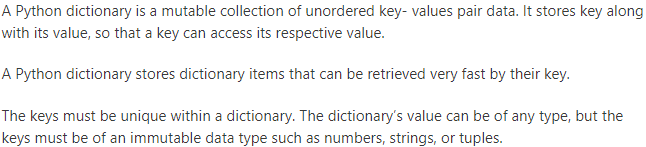 A Python dictionary is a mutable collection of unordered key- values pair data. It stores key along
with its value, so that a key can access its respective value.
A Python dictionary stores dictionary items that can be retrieved very fast by their key.
The keys must be unique within a dictionary. The dictionary's value can be of any type, but the
keys must be of an immutable data type such as numbers, strings, or tuples.